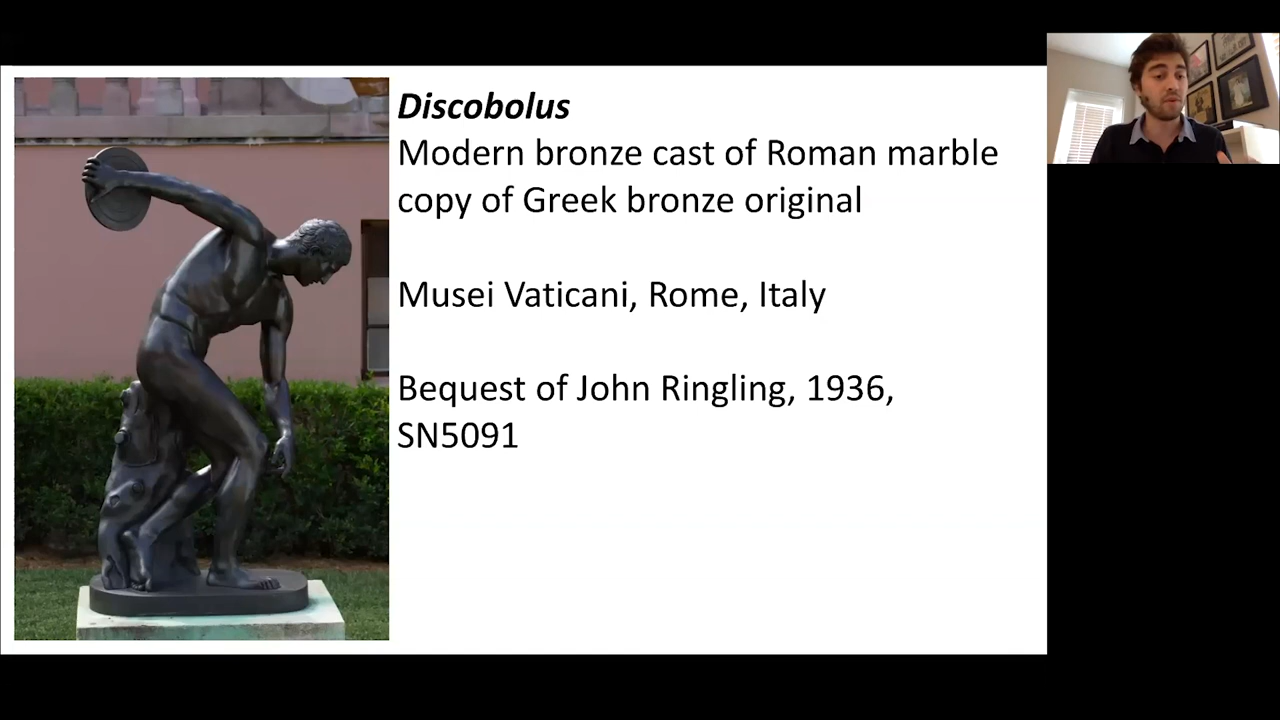 Discobolus
Modern bronze cast of Roman marble
copy of Greek bronze original
Musei Vaticani, Rome, Italy
Bequest of John Ringling, 1936,
SN5091